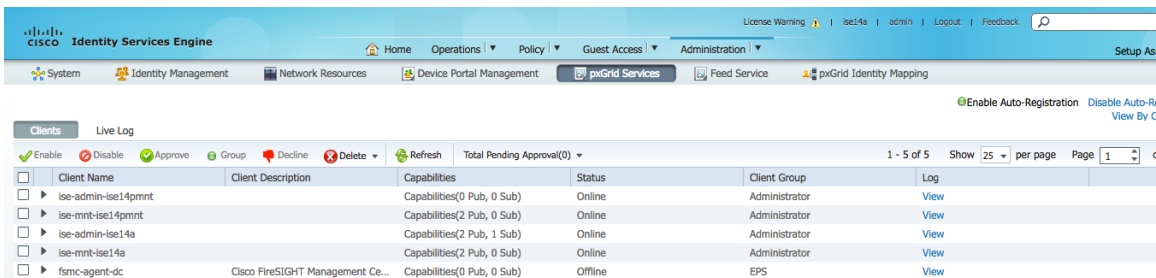 License Warning | ise14a | admin | Logout | Feedback
CISCO Identity Services Engine
Home Operations | Policy | Guest Access | Administration |
Setup As
System Identity Management Network Resources Device Portal Management pxGrid Services Feed Service pxGrid Identity Mapping
Enable Auto-Registration Disable Auto-R
View By C
Clients Live Log
Enable Disable Approve Group Decline Delete Refresh Total Pending Approval(0) 1 - 5 of 5 Show 25 per page Page 1
Client Name Client Description Capabilities Status Client Group Log
ise-admin-ise14pmnt Capabilities(0 Pub, 0 Sub) Online Administrator View
ise-mnt-ise14pmnt Capabilities(2 Pub, 0 Sub) Online Administrator View
ise-admin-ise14a Capabilities(2 Pub, 1 Sub) Online Administrator View
ise-mnt-ise14a Capabilities(2 Pub, 0 Sub) Online Administrator View
fsmc-agent-dc Cisco FireSIGHT Management Ce... Capabilities(0 Pub, 0 Sub) Offline EPS View